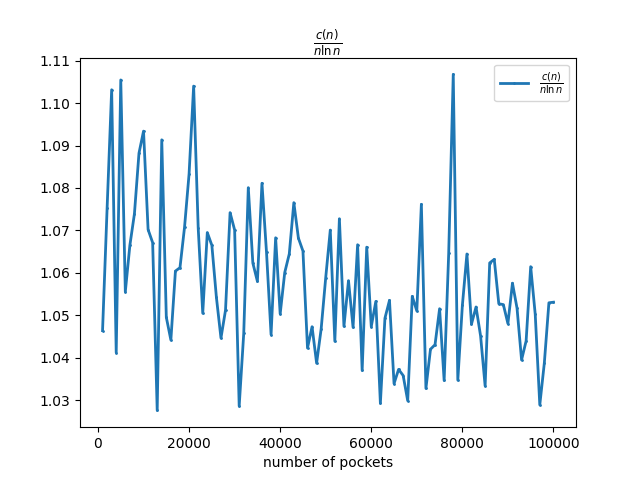 c(n)
n ln n
1.11
1.10
1.09
1.08
1.07
1.06
1.05
1.04
1.03
c(n)
n ln n
0 20000 40000 60000 80000 100000
number of pockets